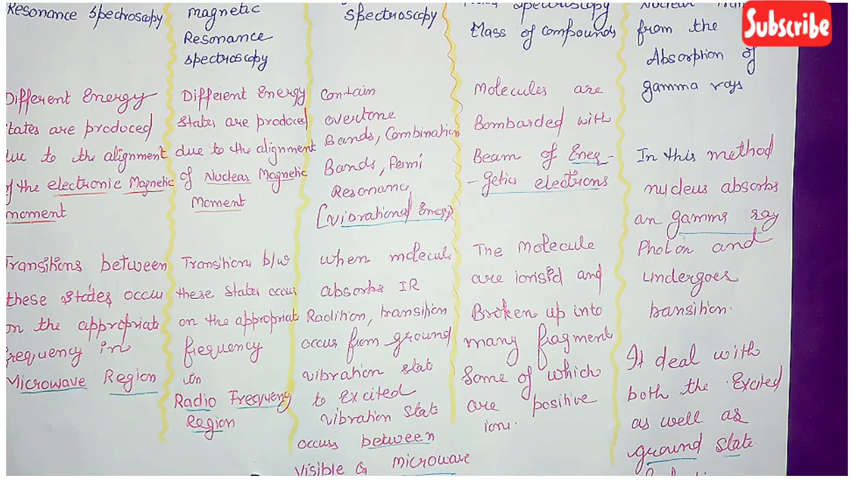 Resonance Spectroscopy
Different Energy
states are produced
due to the alignment
of the electronic Magnetic
moment
Transitions between
these states occur
on the appropriate
frequency in
Microwave Region
magnetic
Resonance
spectroscopy
Different Energy
states are produced
due to the alignment
of Nuclear Magnetic
Moment
Transitions b/w
these states occur
on the appropriate
frequency
in
Radio Frequency
Region
Spectroscopy
Contain
overtone
Bands, Combination
Bands, Fermi
Resonanc
(Vibrational Energy)
when molecule
absorbs IR
Radition, transition
occurs from ground
vibration stat
to Excited
vibration state
occurs between
Visible & Microwave
Spectroscopy
Mass of compounds
Molecules are
Bombarded with
Beam of Ener-
-getics electrons
The Molecule
are ionisid and
Broken up into
many fragment
Some of which
are positive
ions.
Nuclear
from the
Absorption of
gamma rays
In this method
nucleus absorbs
an gamma ray
Photon and
undergoes
transition.
It deal with
both the Excited
as well as
ground state
Subscribe